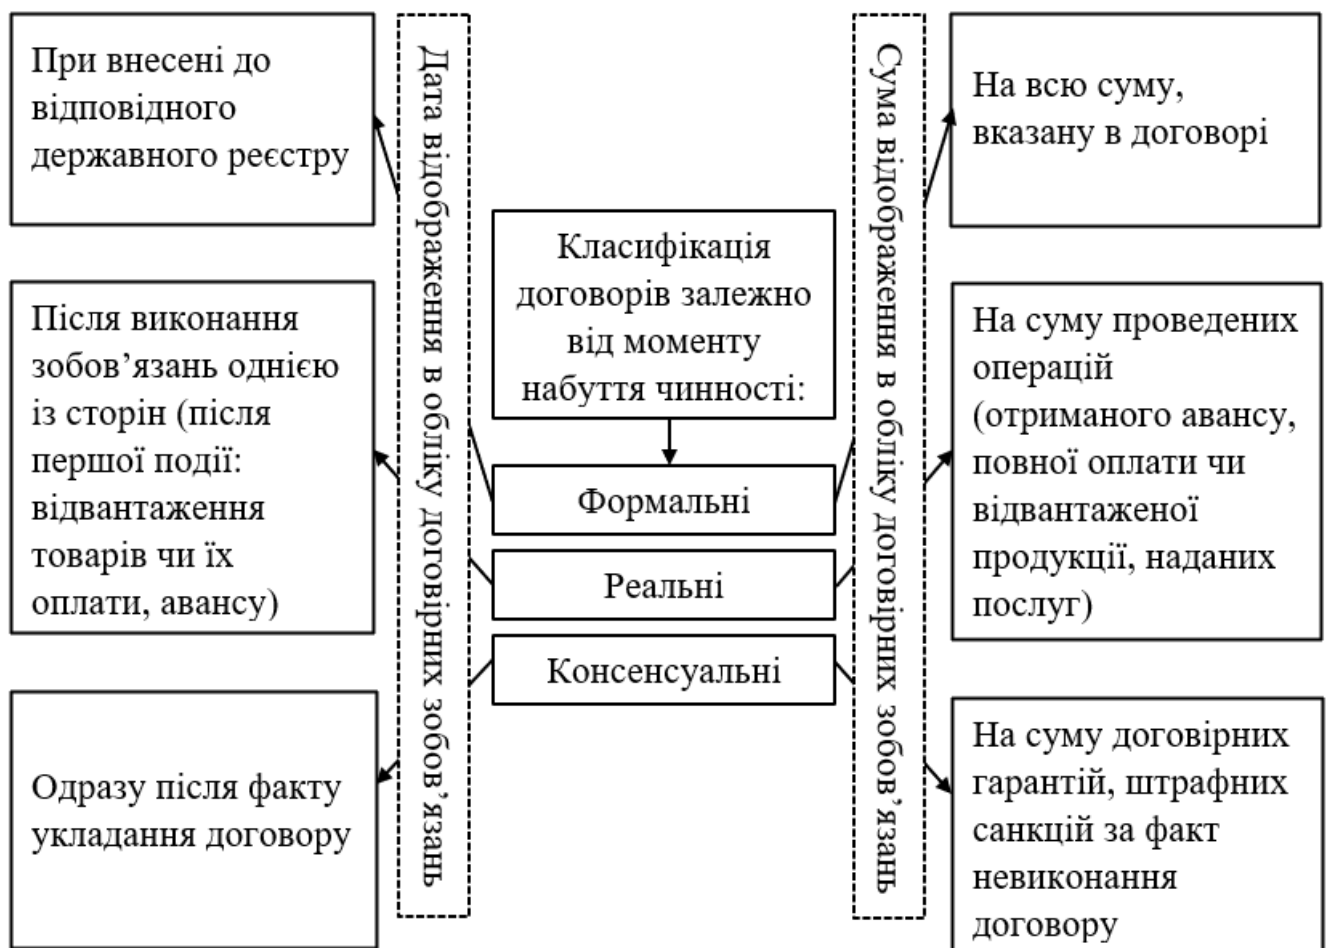 При внесені до
відповідного
державного реєстру
Після виконання
зобов’язань однією
із сторін (після
першої події:
відвантаження
товарів чи їх
оплати, авансу)
Одразу після факту
укладання договору
Дата відображення в обліку договірних зобов’язань
Класифікація
договорів залежно
від моменту
набуття чинності:
Формальні
Реальні
Консенсуальні
Сума відображення в обліку договірних зобов’язань
На всю суму,
вказану в договорі
На суму проведених
операцій
(отриманого авансу,
повної оплати чи
відвантаженої
продукції, наданих
послуг)
На суму договірних
гарантій, штрафних
санкцій за факт
невиконання
договору